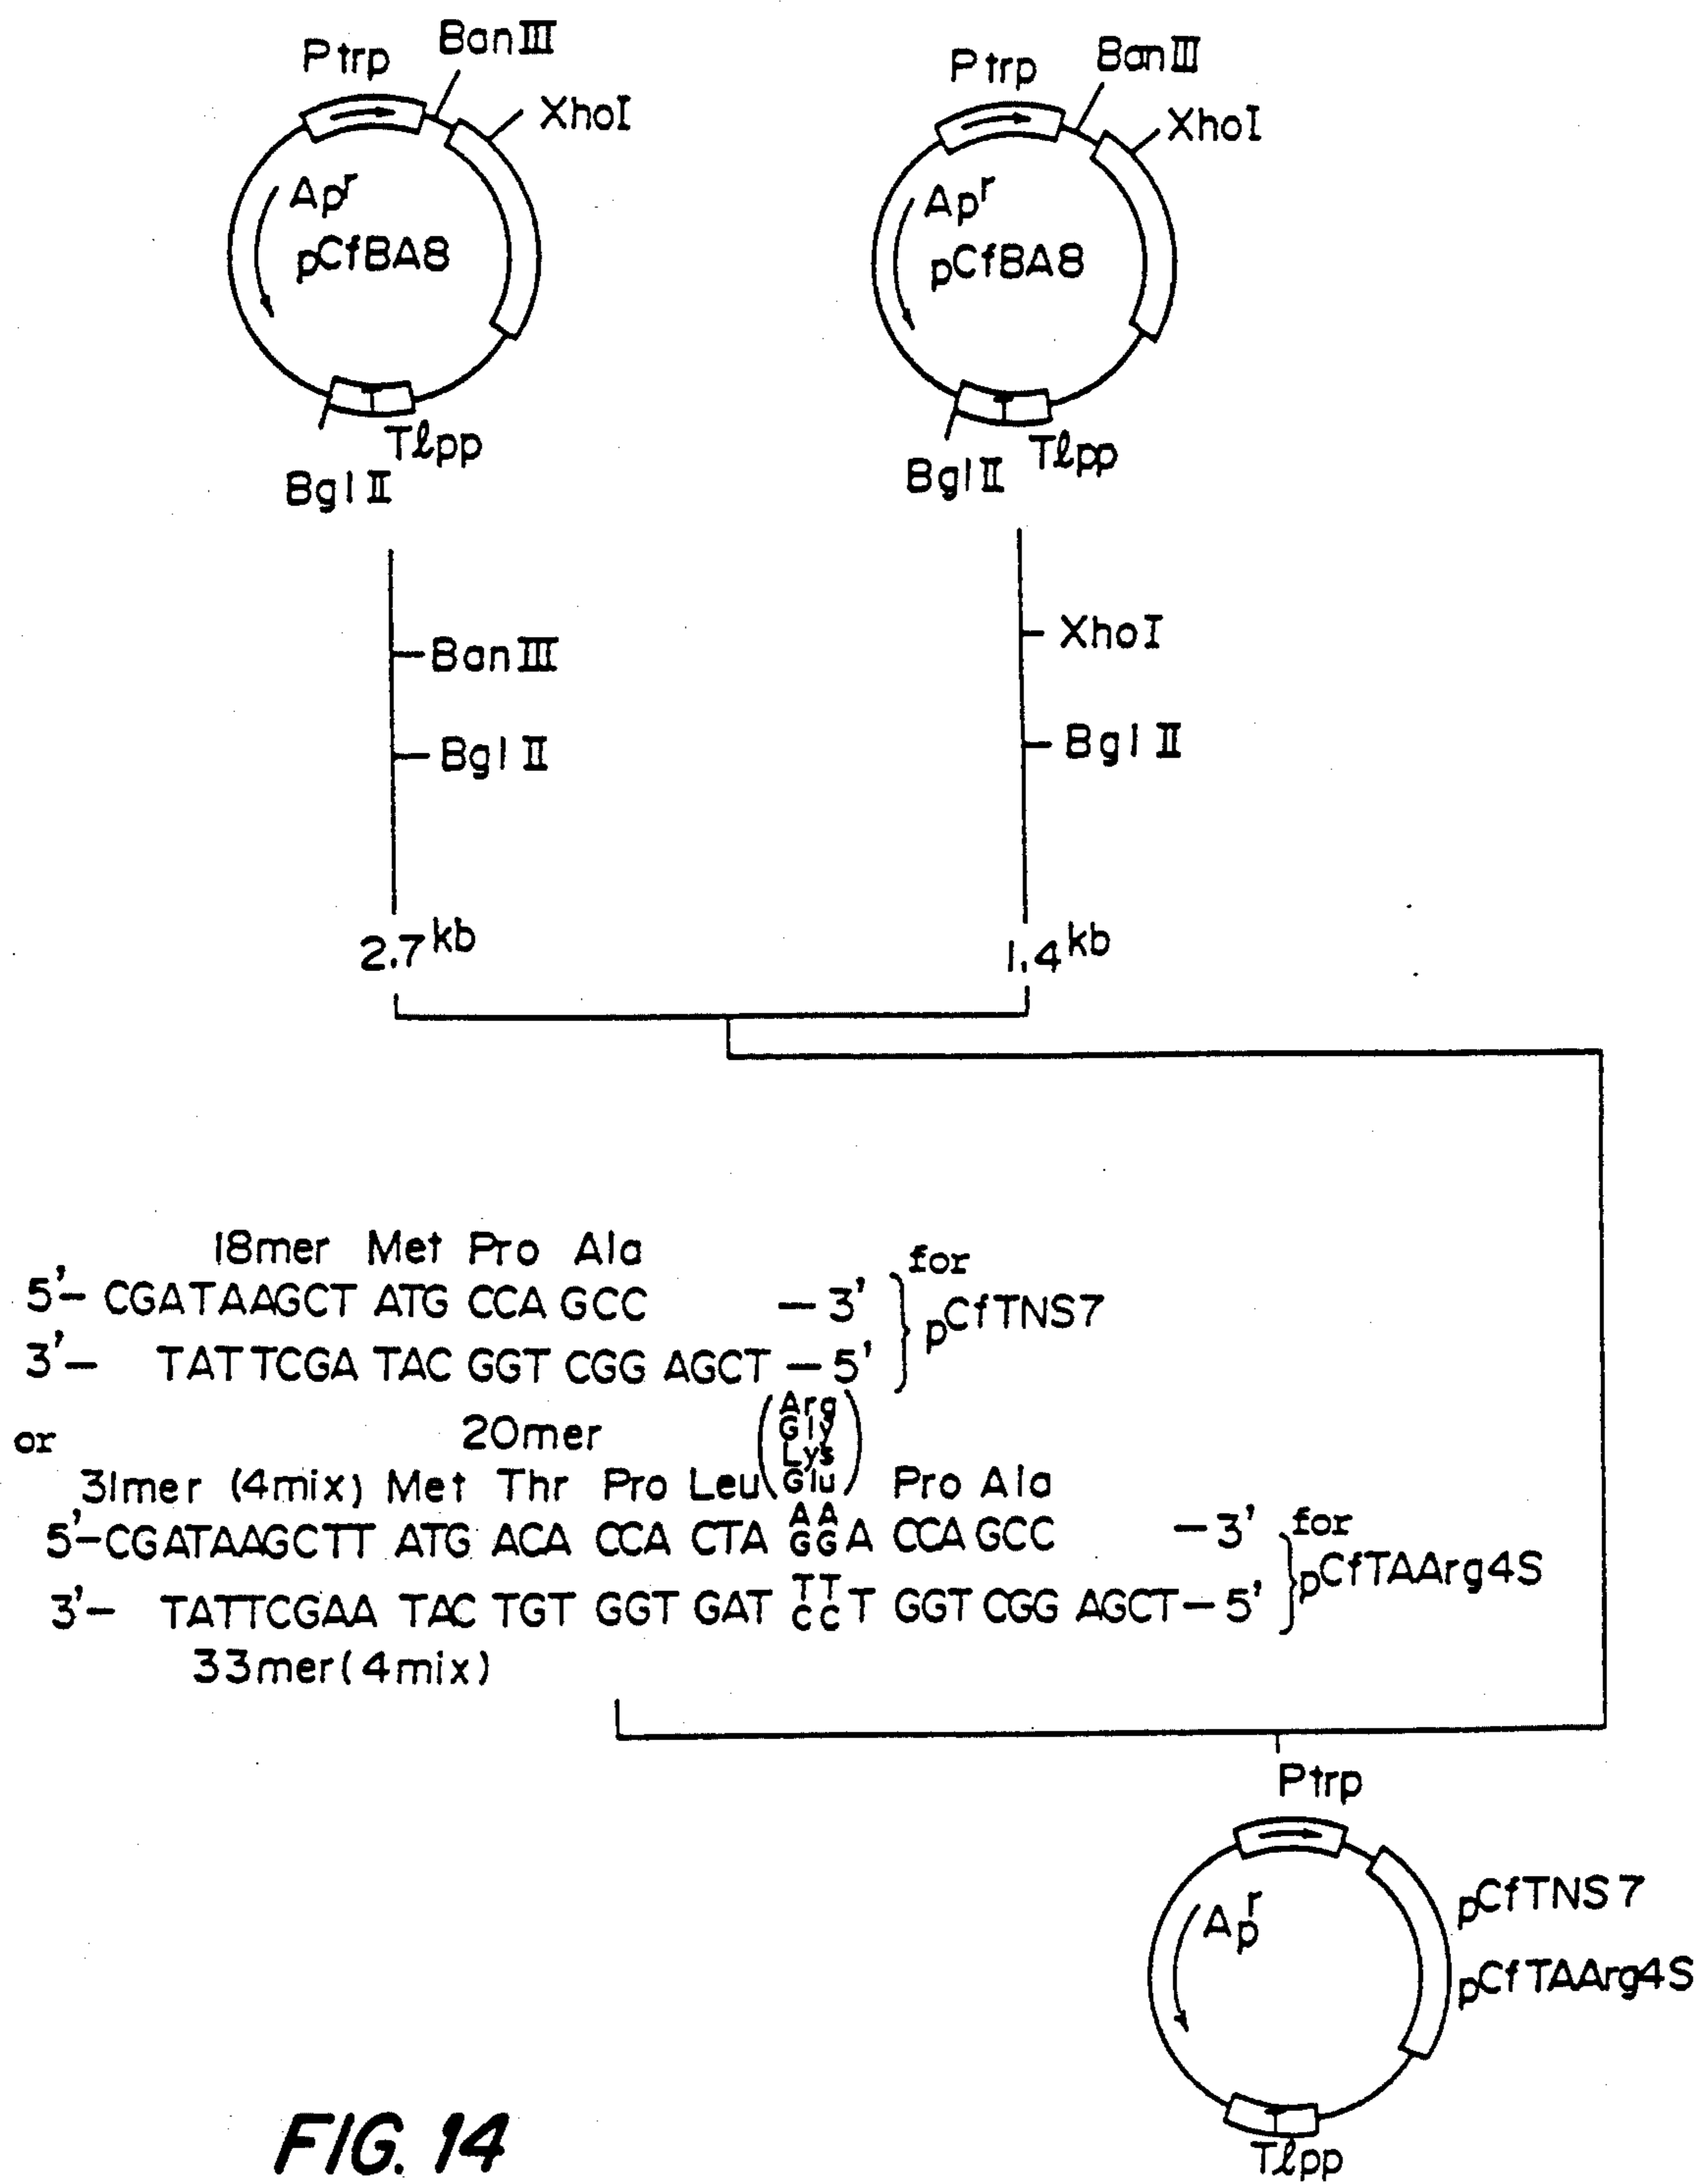 Ptrp BanIII
XhoI
Apr
pCfBA8
Tlpp
BglII
Ptrp BanIII
XhoI
Apr
pCfBA8
BglII Tlpp
BanIII
BglII
2.7kb
XhoI
BglII
1.4kb
18mer Met Pro Ala
5'– CGATAAGCT ATG CCA GCC –3'
3'– TATTCGA TAC GGT CGG AGCT –5'
for
pCfTNS7
20mer
or
Arg
Gly
Lys
Glu
31mer (4mix) Met Thr Pro Leu Pro Ala
AA
5'-CGATAAGCTT ATG ACA CCA CTA GGA CCA GCC –3'
TT
3'– TATTCGAA TAC TGT GGT GAT CCT GGT CGG AGCT–5'
for
pCfTAArg4S
33mer(4mix)
Ptrp
Apr
pCfTNS7
pCfTAArg4S
Tlpp
FIG. 14